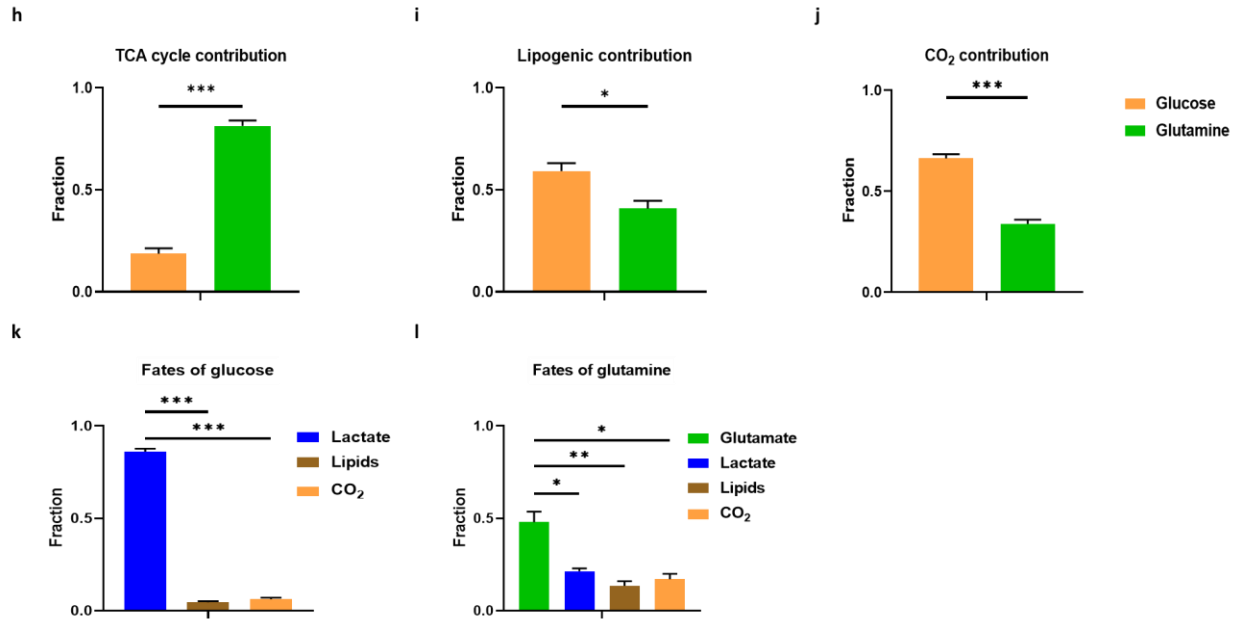 h
TCA cycle contribution
1.0
0.5
0.0
Fraction
***
i
Lipogenic contribution
1.0
0.5
0.0
Fraction
*
j
CO₂ contribution
1.0
0.5
0.0
Fraction
***
Glucose
Glutamine
k
Fates of glucose
1.0
0.5
0.0
Fraction
***
***
Lactate
Lipids
CO₂
l
Fates of glutamine
1.0
0.5
0.0
Fraction
*
**
*
Glutamate
Lactate
Lipids
CO₂